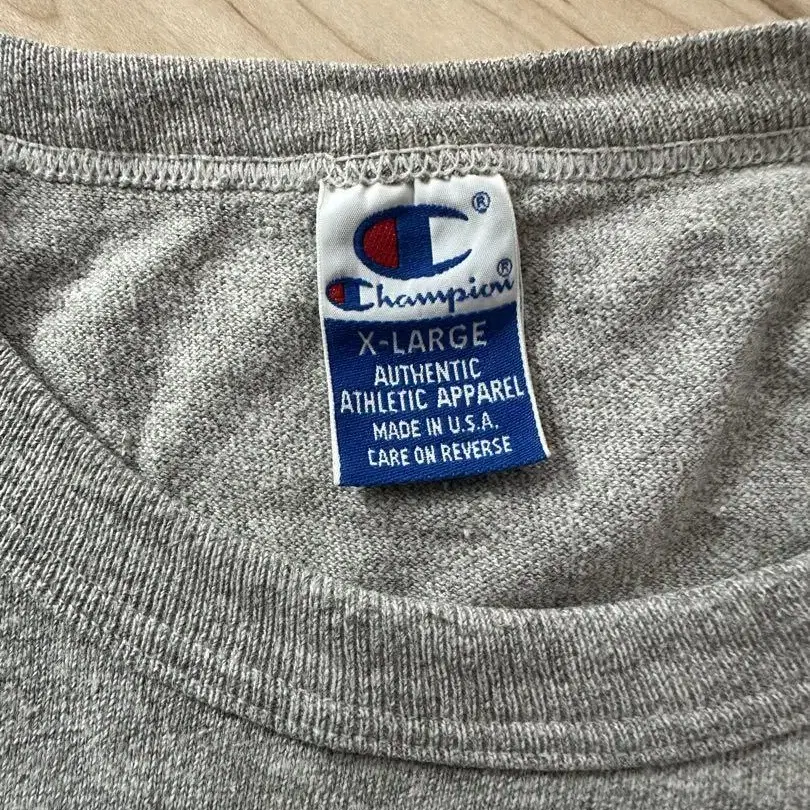 ®
Champion®
X-LARGE
AUTHENTIC
ATHLETIC APPAREL
MADE IN U.S.A.
CARE ON REVERSE